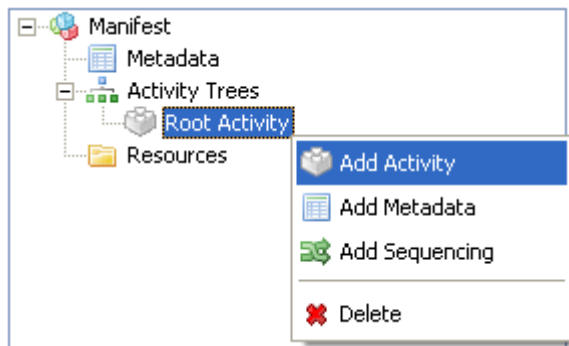 Manifest
Metadata
Activity Trees
Root Activity
Resources
Add Activity
Add Metadata
Add Sequencing
Delete